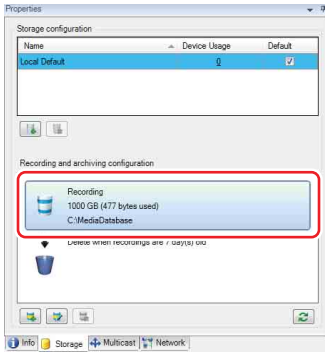 Properties
Storage configuration
Name Device Usage Default
Local Default 0
Recording and archiving configuration
Recording
1000 GB (477 bytes used)
C:\MediaDatabase
Delete when recordings are 7 day(s) old
Info Storage Multicast Network